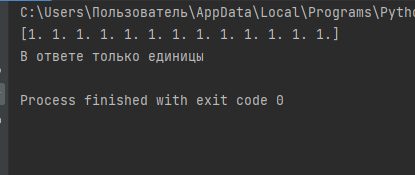 C:\Users\Пользователь\AppData\Local\Programs\Pytho
[1. 1. 1. 1. 1. 1. 1. 1. 1. 1. 1. 1. 1.]
В ответе только единицы
Process finished with exit code 0